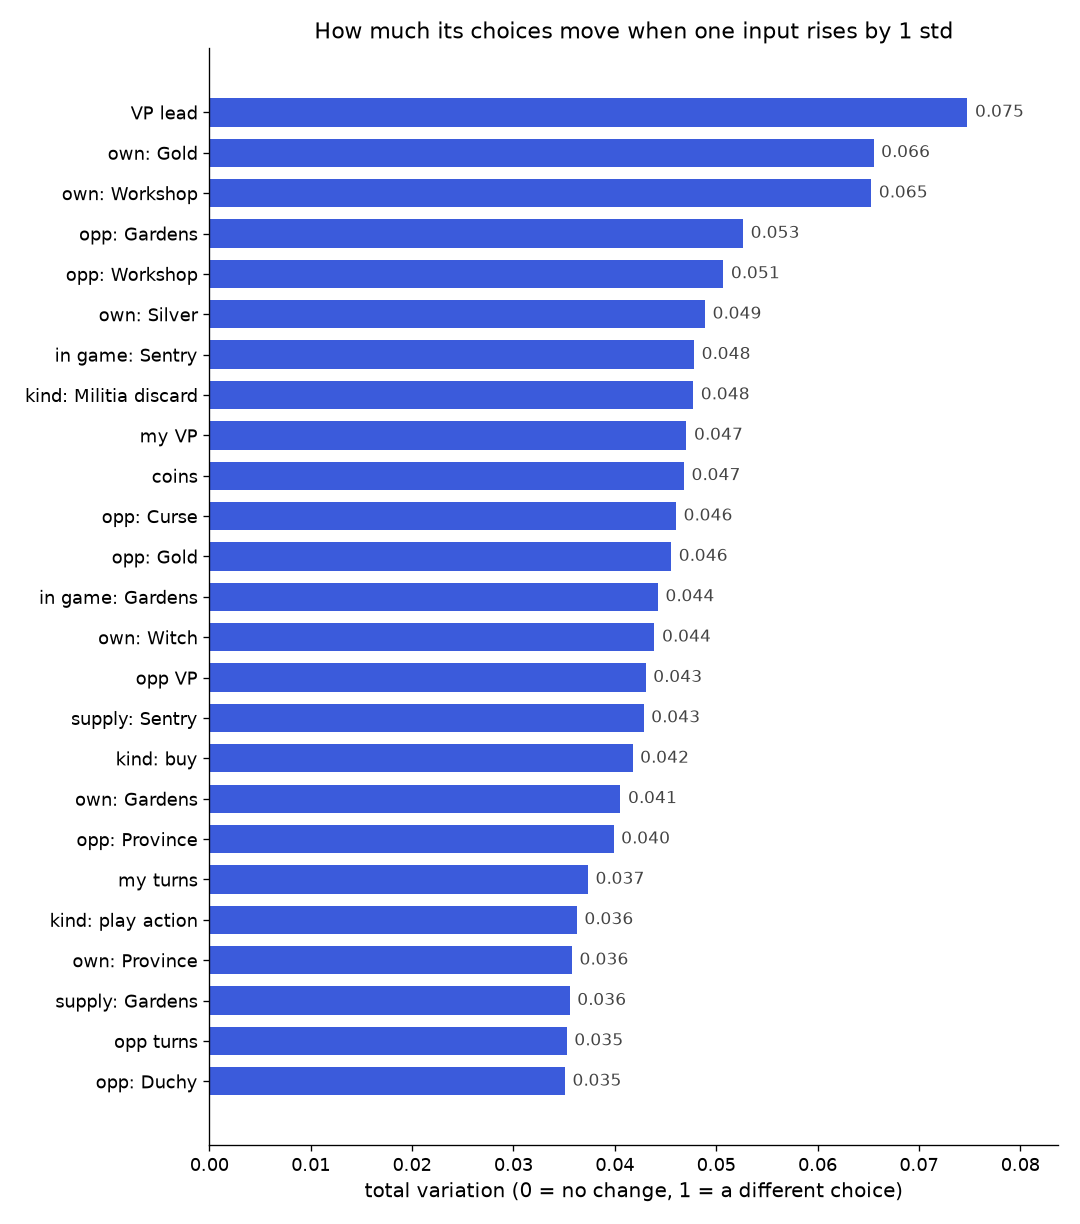 How much its choices move when one input rises by 1 std
VP lead 0.075
own: Gold 0.066
own: Workshop 0.065
opp: Gardens 0.053
opp: Workshop 0.051
own: Silver 0.049
in game: Sentry 0.048
kind: Militia discard 0.048
my VP 0.047
coins 0.047
opp: Curse 0.046
opp: Gold 0.046
in game: Gardens 0.044
own: Witch 0.044
opp VP 0.043
supply: Sentry 0.043
kind: buy 0.042
own: Gardens 0.041
opp: Province 0.040
my turns 0.037
kind: play action 0.036
own: Province 0.036
supply: Gardens 0.036
opp turns 0.035
opp: Duchy 0.035
0.00 0.01 0.02 0.03 0.04 0.05 0.06 0.07 0.08
total variation (0 = no change, 1 = a different choice)